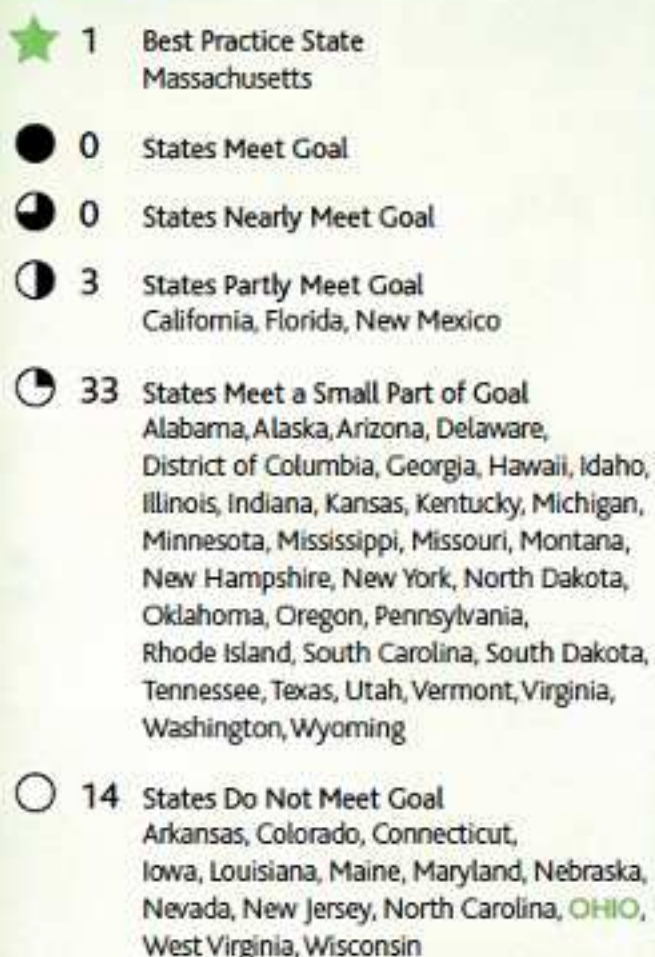 1 Best Practice State
Massachusetts
0 States Meet Goal
0 States Nearly Meet Goal
3 States Partly Meet Goal
California, Florida, New Mexico
33 States Meet a Small Part of Goal
Alabama, Alaska, Arizona, Delaware,
District of Columbia, Georgia, Hawaii, Idaho,
Illinois, Indiana, Kansas, Kentucky, Michigan,
Minnesota, Mississippi, Missouri, Montana,
New Hampshire, New York, North Dakota,
Oklahoma, Oregon, Pennsylvania,
Rhode Island, South Carolina, South Dakota,
Tennessee, Texas, Utah, Vermont, Virginia,
Washington, Wyoming
14 States Do Not Meet Goal
Arkansas, Colorado, Connecticut,
Iowa, Louisiana, Maine, Maryland, Nebraska,
Nevada, New Jersey, North Carolina, OHIO,
West Virginia, Wisconsin